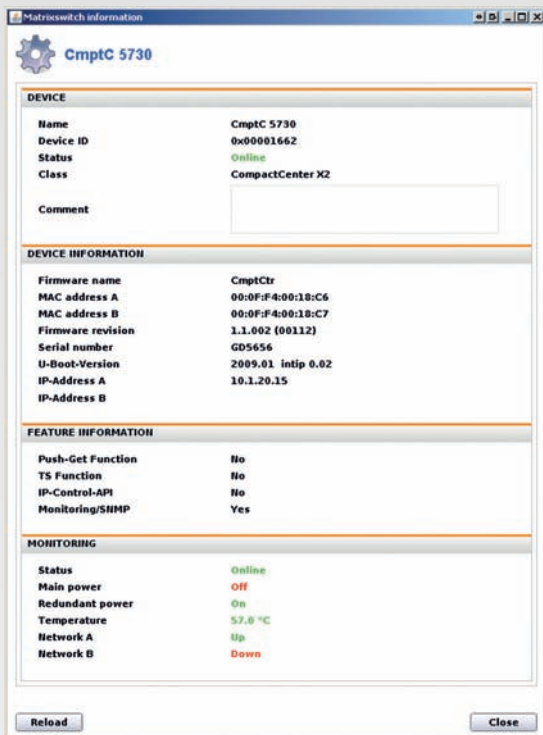 Matrixswitch information
CmptC 5730
DEVICE
Name CmptC 5730
Device ID 0x00001662
Status Online
Class CompactCenter X2
Comment
DEVICE INFORMATION
Firmware name CmptCtr
MAC address A 00:0F:F4:00:18:C6
MAC address B 00:0F:F4:00:18:C7
Firmware revision 1.1.002 (00112)
Serial number GD5656
U-Boot-Version 2009.01 intip 0.02
IP-Address A 10.1.20.15
IP-Address B
FEATURE INFORMATION
Push-Get Function No
TS Function No
IP-Control-API No
Monitoring/SNMP Yes
MONITORING
Status Online
Main power Off
Redundant power On
Temperature 57.0 °C
Network A Up
Network B Down
Reload Close